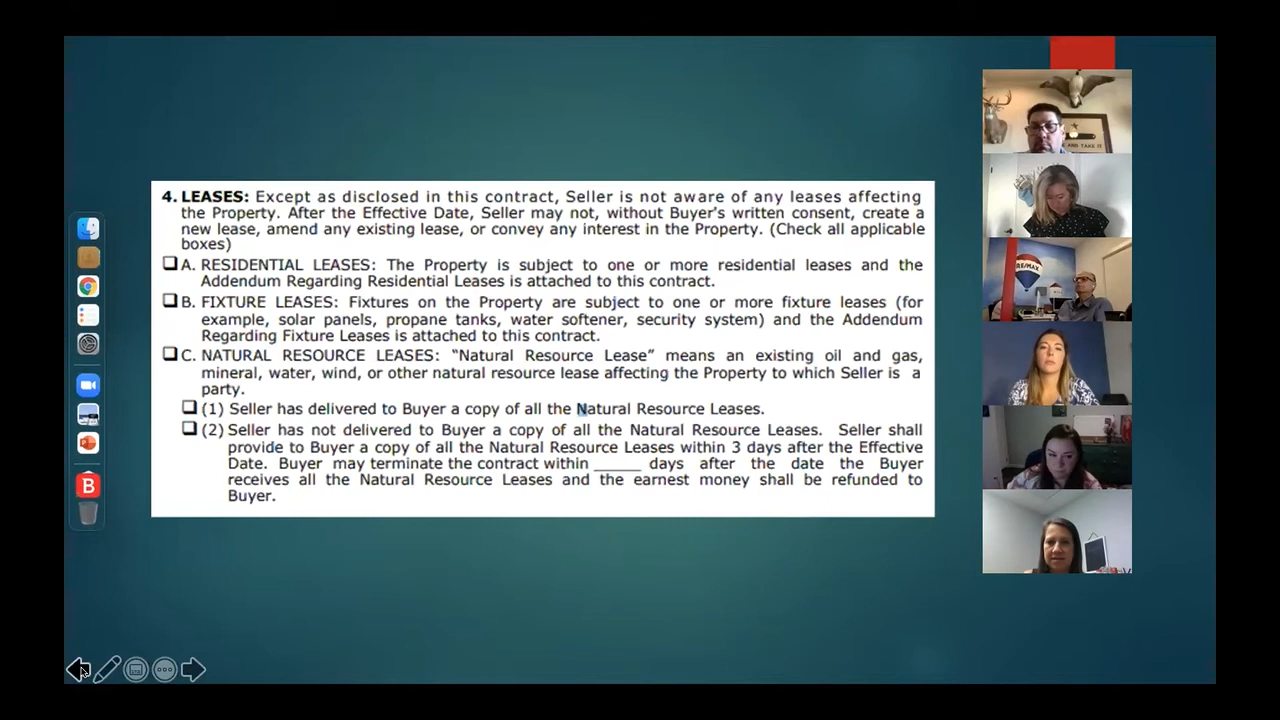 4. LEASES: Except as disclosed in this contract, Seller is not aware of any leases affecting
the Property. After the Effective Date, Seller may not, without Buyer's written consent, create a
new lease, amend any existing lease, or convey any interest in the Property. (Check all applicable
boxes)
A. RESIDENTIAL LEASES: The Property is subject to one or more residential leases and the
Addendum Regarding Residential Leases is attached to this contract.
B. FIXTURE LEASES: Fixtures on the Property are subject to one or more fixture leases (for
example, solar panels, propane tanks, water softener, security system) and the Addendum
Regarding Fixture Leases is attached to this contract.
C. NATURAL RESOURCE LEASES: “Natural Resource Lease” means an existing oil and gas,
mineral, water, wind, or other natural resource lease affecting the Property to which Seller is a
party.
(1) Seller has delivered to Buyer a copy of all the Natural Resource Leases.
(2) Seller has not delivered to Buyer a copy of all the Natural Resource Leases. Seller shall
provide to Buyer a copy of all the Natural Resource Leases within 3 days after the Effective
Date. Buyer may terminate the contract within ______ days after the date the Buyer
receives all the Natural Resource Leases and the earnest money shall be refunded to
Buyer.
AND TAKE IT
RE/MAX
B